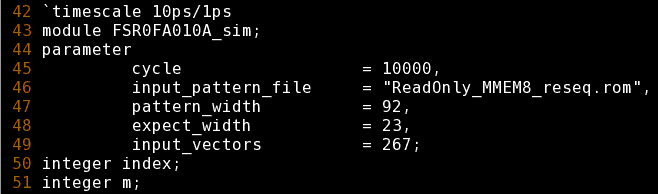 42 `timescale 10ps/1ps
43 module FSR0FA010A_sim;
44 parameter
45          cycle                  = 10000,
46          input_pattern_file     = "ReadOnly_MMEM8_reseq.rom",
47          pattern_width          = 92,
48          expect_width           = 23,
49          input_vectors          = 267;
50 integer index;
51 integer m;